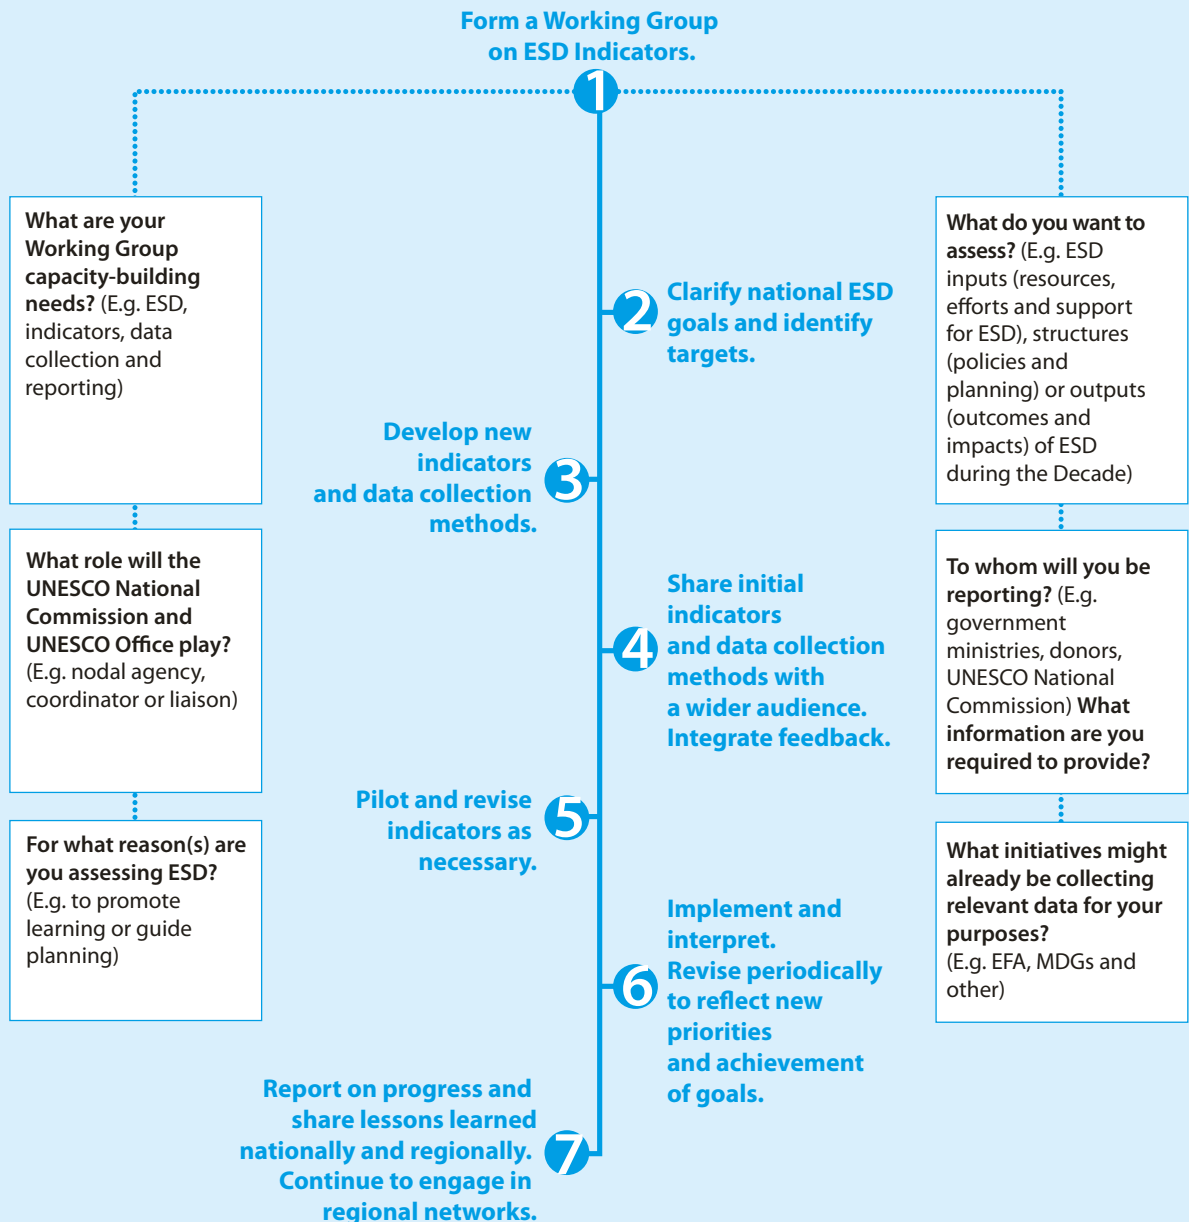 Form a Working Group
on ESD Indicators.
1
What are your
Working Group
capacity-building
needs? (E.g. ESD,
indicators, data
collection and
reporting)
What role will the
UNESCO National
Commission and
UNESCO Office play?
(E.g. nodal agency,
coordinator or liaison)
For what reason(s) are
you assessing ESD?
(E.g. to promote
learning or guide
planning)
2
Clarify national ESD
goals and identify
targets.
Develop new
indicators
and data collection
methods.
3
4
Share initial
indicators
and data collection
methods with
a wider audience.
Integrate feedback.
Pilot and revise
indicators as
necessary.
5
6
Implement and
interpret.
Revise periodically
to reflect new
priorities
and achievement
of goals.
Report on progress and
share lessons learned
nationally and regionally.
Continue to engage in
regional networks.
7
What do you want to
assess? (E.g. ESD
inputs (resources,
efforts and support
for ESD), structures
(policies and
planning) or outputs
(outcomes and
impacts) of ESD
during the Decade)
To whom will you be
reporting? (E.g.
government
ministries, donors,
UNESCO National
Commission) What
information are you
required to provide?
What initiatives might
already be collecting
relevant data for your
purposes?
(E.g. EFA, MDGs and
other)